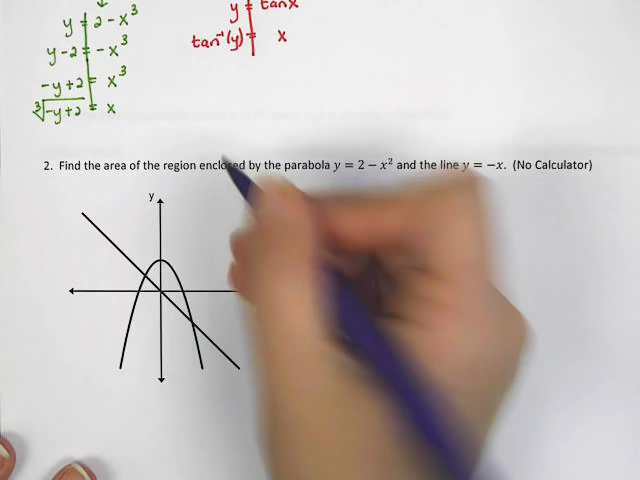 y = 2 - x³
y - 2 = - x³
- y + 2 = x³
∛-y+2 = x
y = tan x
tan⁻¹(y) = x
2. Find the area of the region enclosed by the parabola y = 2 − x² and the line y = −x. (No Calculator)
y